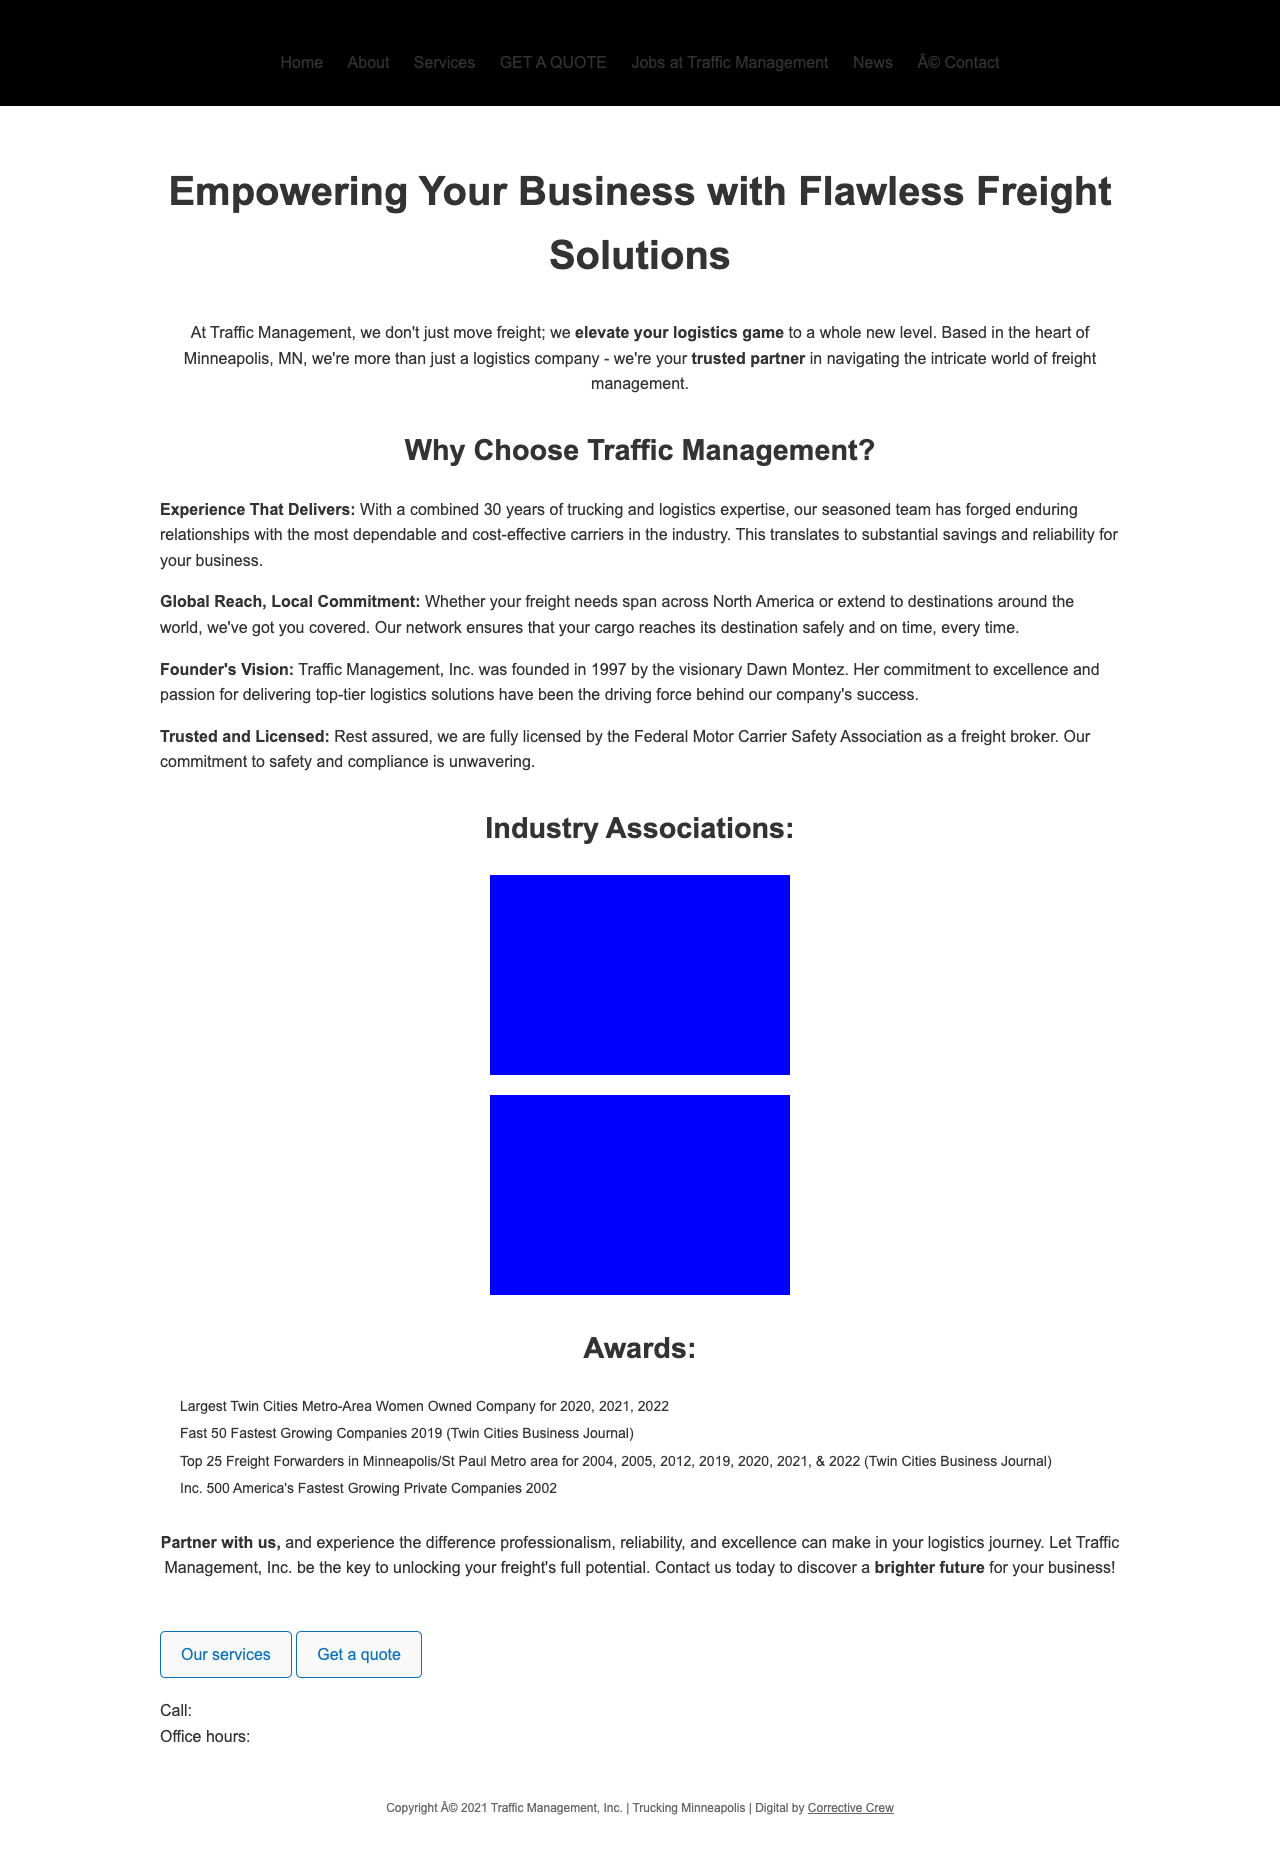 Home About Services GET A QUOTE Jobs at Traffic Management News Â© Contact
Empowering Your Business with Flawless Freight
Solutions
At Traffic Management, we don't just move freight; we elevate your logistics game to a whole new level. Based in the heart of
Minneapolis, MN, we're more than just a logistics company - we're your trusted partner in navigating the intricate world of freight
management.
Why Choose Traffic Management?
Experience That Delivers: With a combined 30 years of trucking and logistics expertise, our seasoned team has forged enduring
relationships with the most dependable and cost-effective carriers in the industry. This translates to substantial savings and reliability for
your business.
Global Reach, Local Commitment: Whether your freight needs span across North America or extend to destinations around the
world, we've got you covered. Our network ensures that your cargo reaches its destination safely and on time, every time.
Founder's Vision: Traffic Management, Inc. was founded in 1997 by the visionary Dawn Montez. Her commitment to excellence and
passion for delivering top-tier logistics solutions have been the driving force behind our company's success.
Trusted and Licensed: Rest assured, we are fully licensed by the Federal Motor Carrier Safety Association as a freight broker. Our
commitment to safety and compliance is unwavering.
Industry Associations:
Awards:
Largest Twin Cities Metro-Area Women Owned Company for 2020, 2021, 2022
Fast 50 Fastest Growing Companies 2019 (Twin Cities Business Journal)
Top 25 Freight Forwarders in Minneapolis/St Paul Metro area for 2004, 2005, 2012, 2019, 2020, 2021, & 2022 (Twin Cities Business Journal)
Inc. 500 America's Fastest Growing Private Companies 2002
Partner with us, and experience the difference professionalism, reliability, and excellence can make in your logistics journey. Let Traffic
Management, Inc. be the key to unlocking your freight's full potential. Contact us today to discover a brighter future for your business!
Our services Get a quote
Call:
Office hours:
Copyright Â© 2021 Traffic Management, Inc. | Trucking Minneapolis | Digital by Corrective Crew